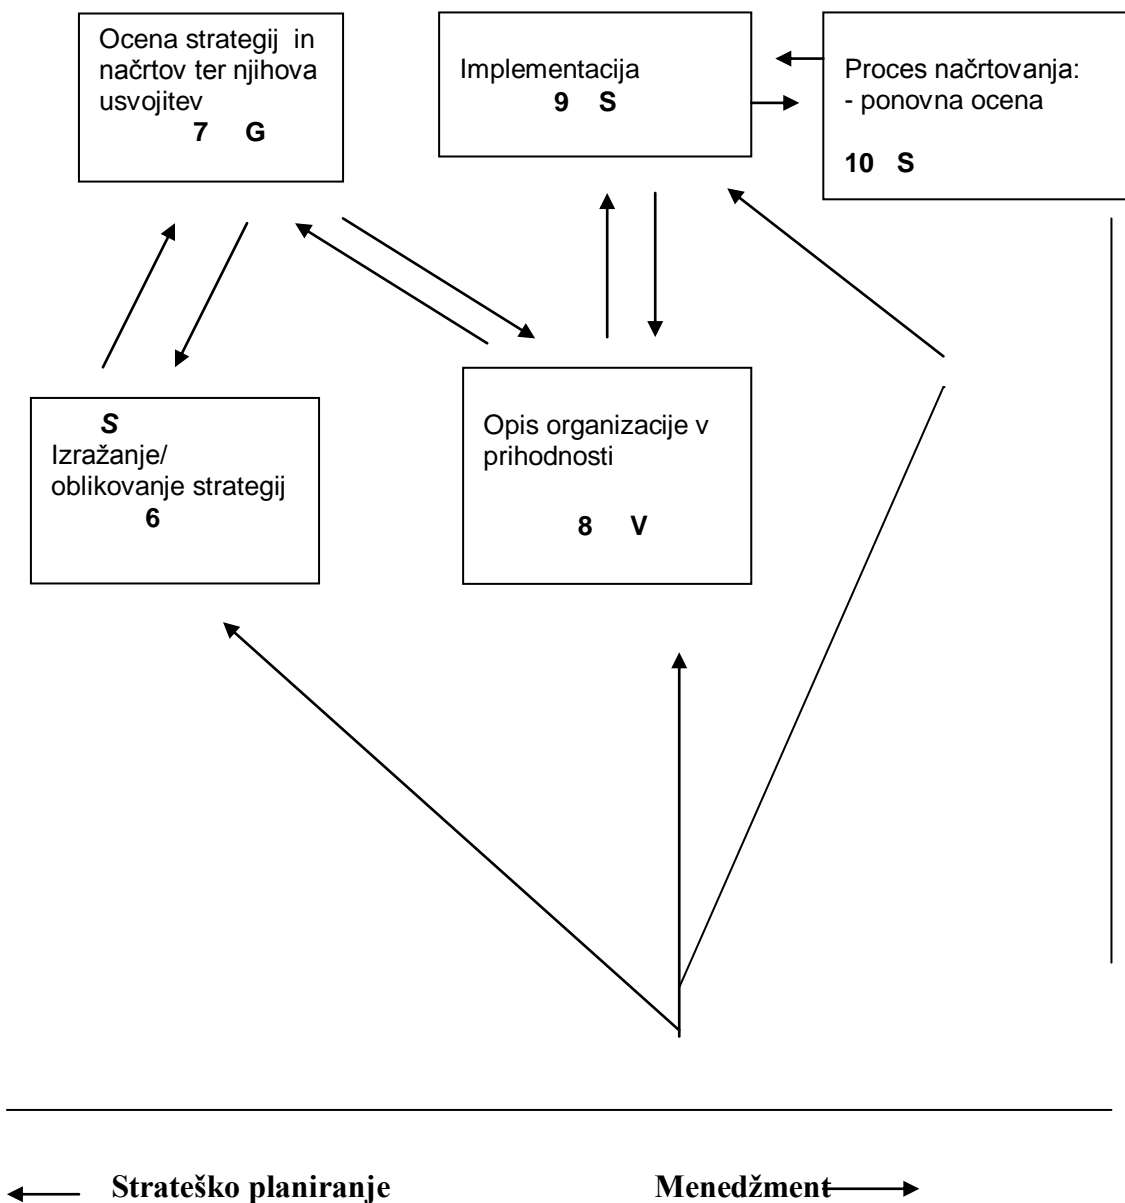 Ocena strategij in
načrtov ter njihova
usvojitev
7 G
Implementacija
9 S
Proces načrtovanja:
- ponovna ocena
10 S
S
Izražanje/
oblikovanje strategij
6
Opis organizacije v
prihodnosti
8 V
Strateško planiranje
Menedžment